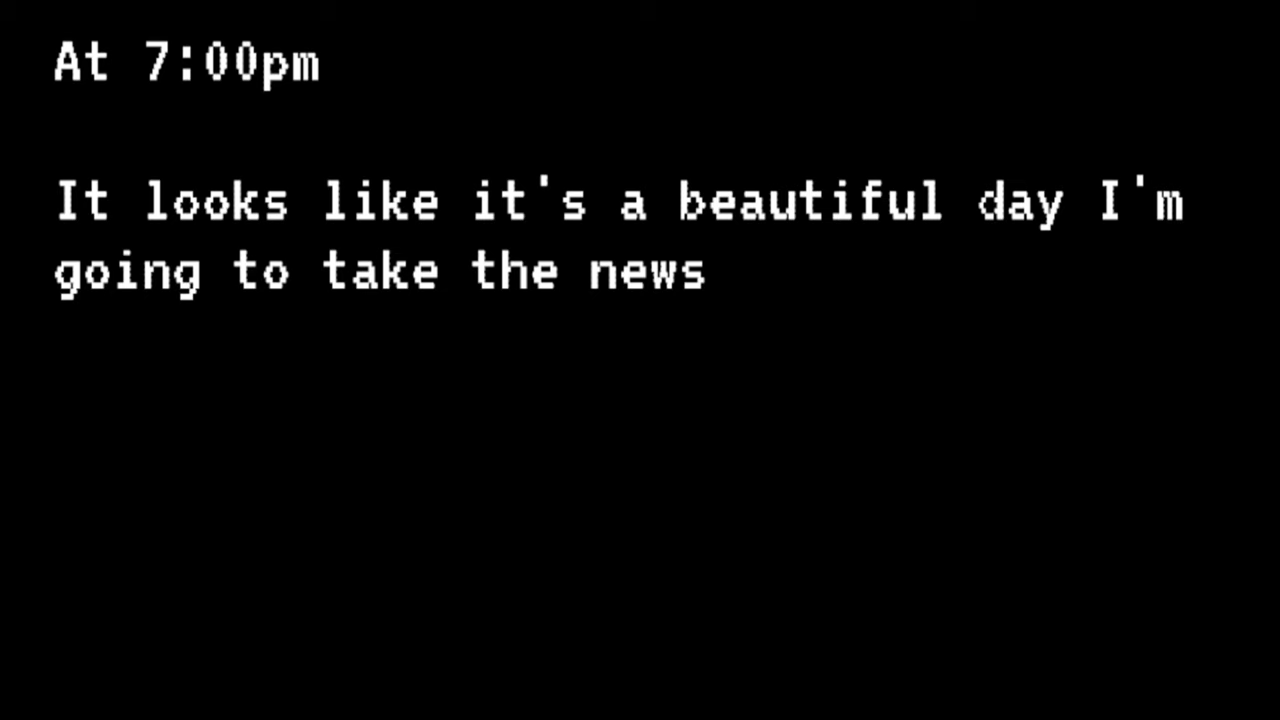 At 7:00pm
It looks like it's a beautiful day I'm
going to take the news